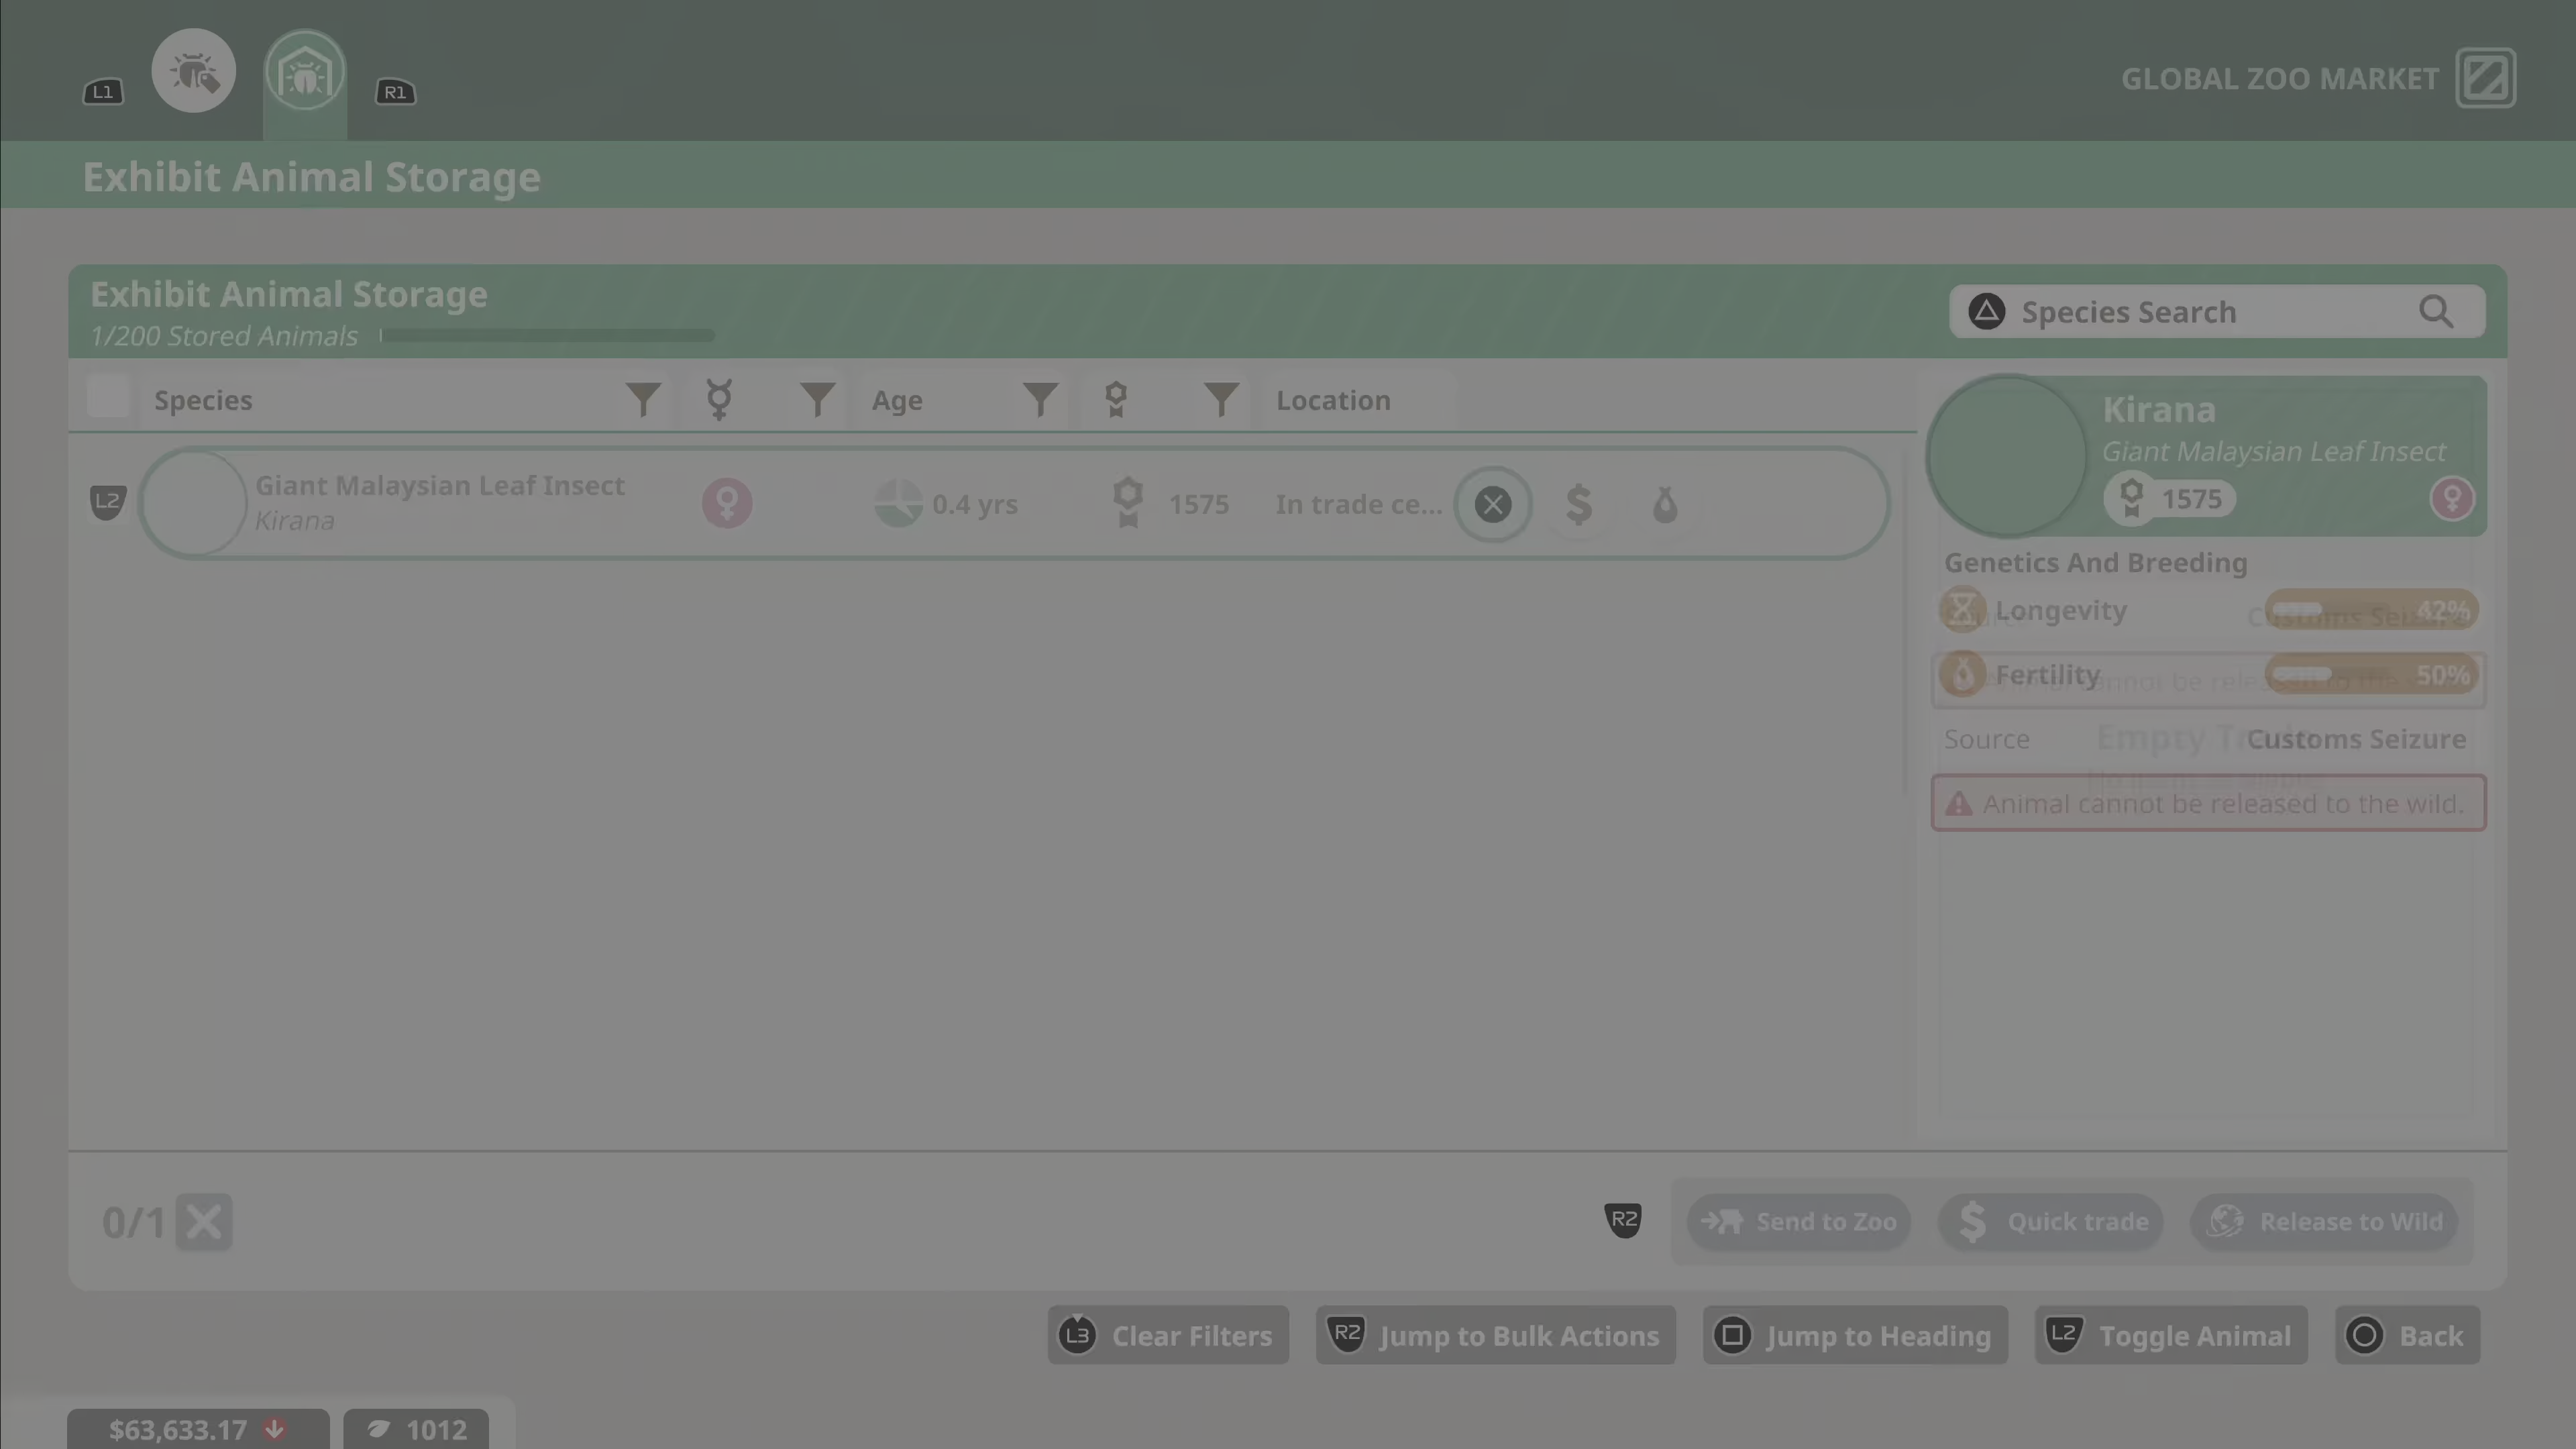 L1
R1
GLOBAL ZOO MARKET
Exhibit Animal Storage
Exhibit Animal Storage
1/200 Stored Animals
Species Search
Species
Age
Location
L2
Giant Malaysian Leaf Insect
Kirana
0.4 yrs
1575
In trade ce...
Kirana
Giant Malaysian Leaf Insect
1575
Genetics And Breeding
Longevity 42%
Fertility 50%
Source Customs Seizure
Animal cannot be released to the wild.
0/1
R2
Send to Zoo
Quick trade
Release to Wild
L3 Clear Filters
R2 Jump to Bulk Actions
Jump to Heading
L2 Toggle Animal
Back
$63,633.17
1012